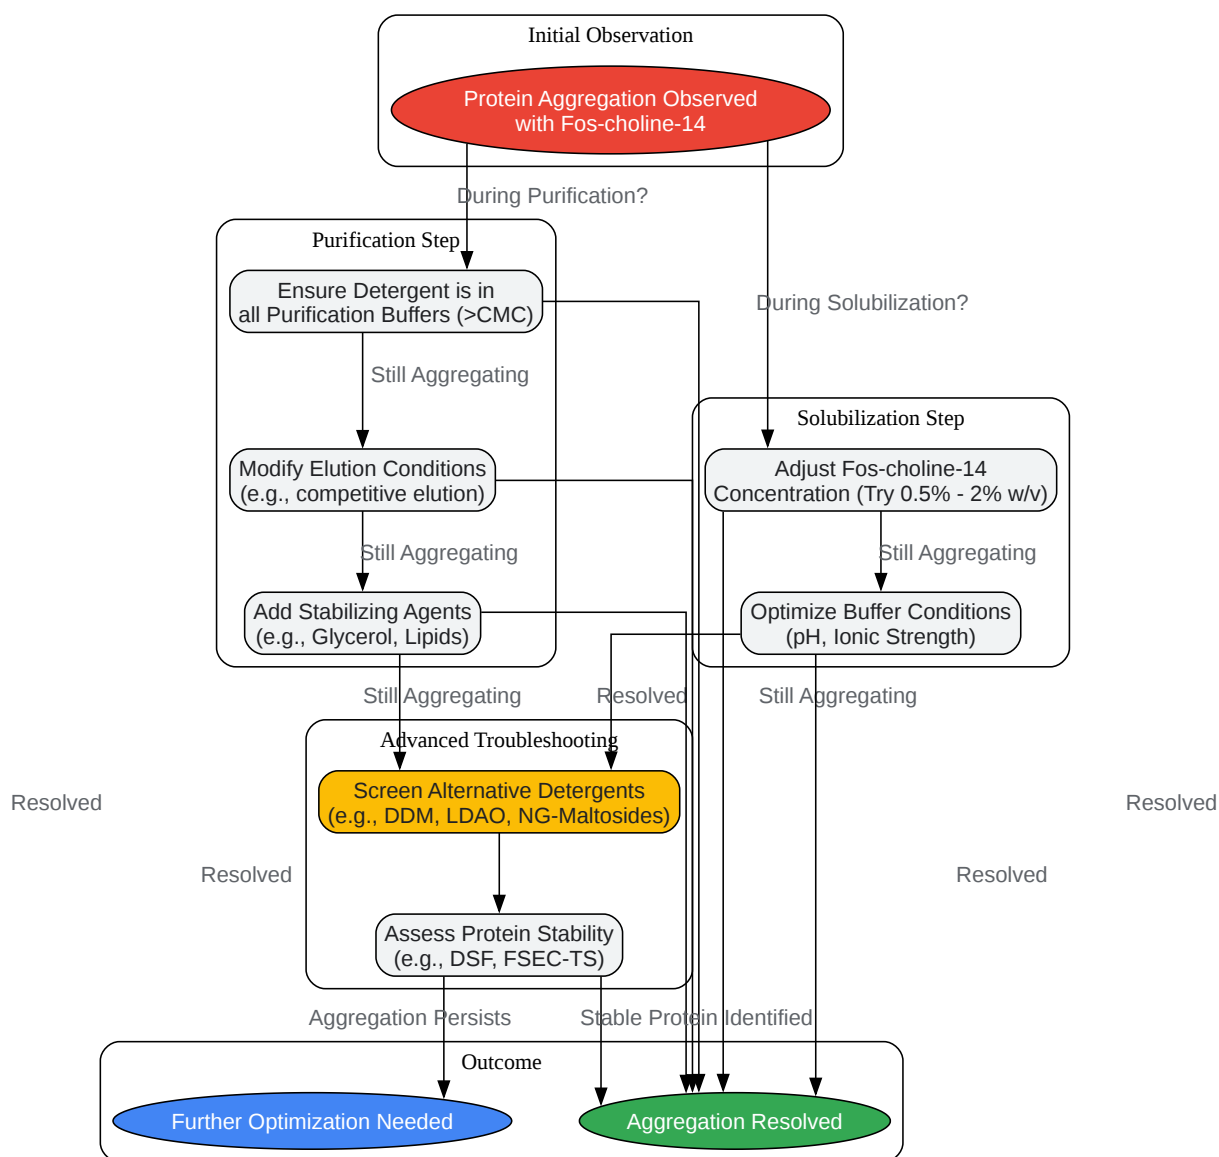 Initial Observation
Protein Aggregation Observed
with Fos-choline-14
During Purification?
Purification Step
Ensure Detergent is in
all Purification Buffers (>CMC)
During Solubilization?
Still Aggregating
Solubilization Step
Modify Elution Conditions
(e.g., competitive elution)
Adjust Fos-choline-14
Concentration (Try 0.5% - 2% w/v)
Still Aggregating
Still Aggregating
Add Stabilizing Agents
(e.g., Glycerol, Lipids)
Optimize Buffer Conditions
(pH, Ionic Strength)
Still Aggregating
Resolved
Still Aggregating
Advanced Troubleshooting
Screen Alternative Detergents
(e.g., DDM, LDAO, NG-Maltosides)
Resolved
Resolved
Resolved
Resolved
Assess Protein Stability
(e.g., DSF, FSEC-TS)
Aggregation Persists
Stable Protein Identified
Outcome
Further Optimization Needed
Aggregation Resolved